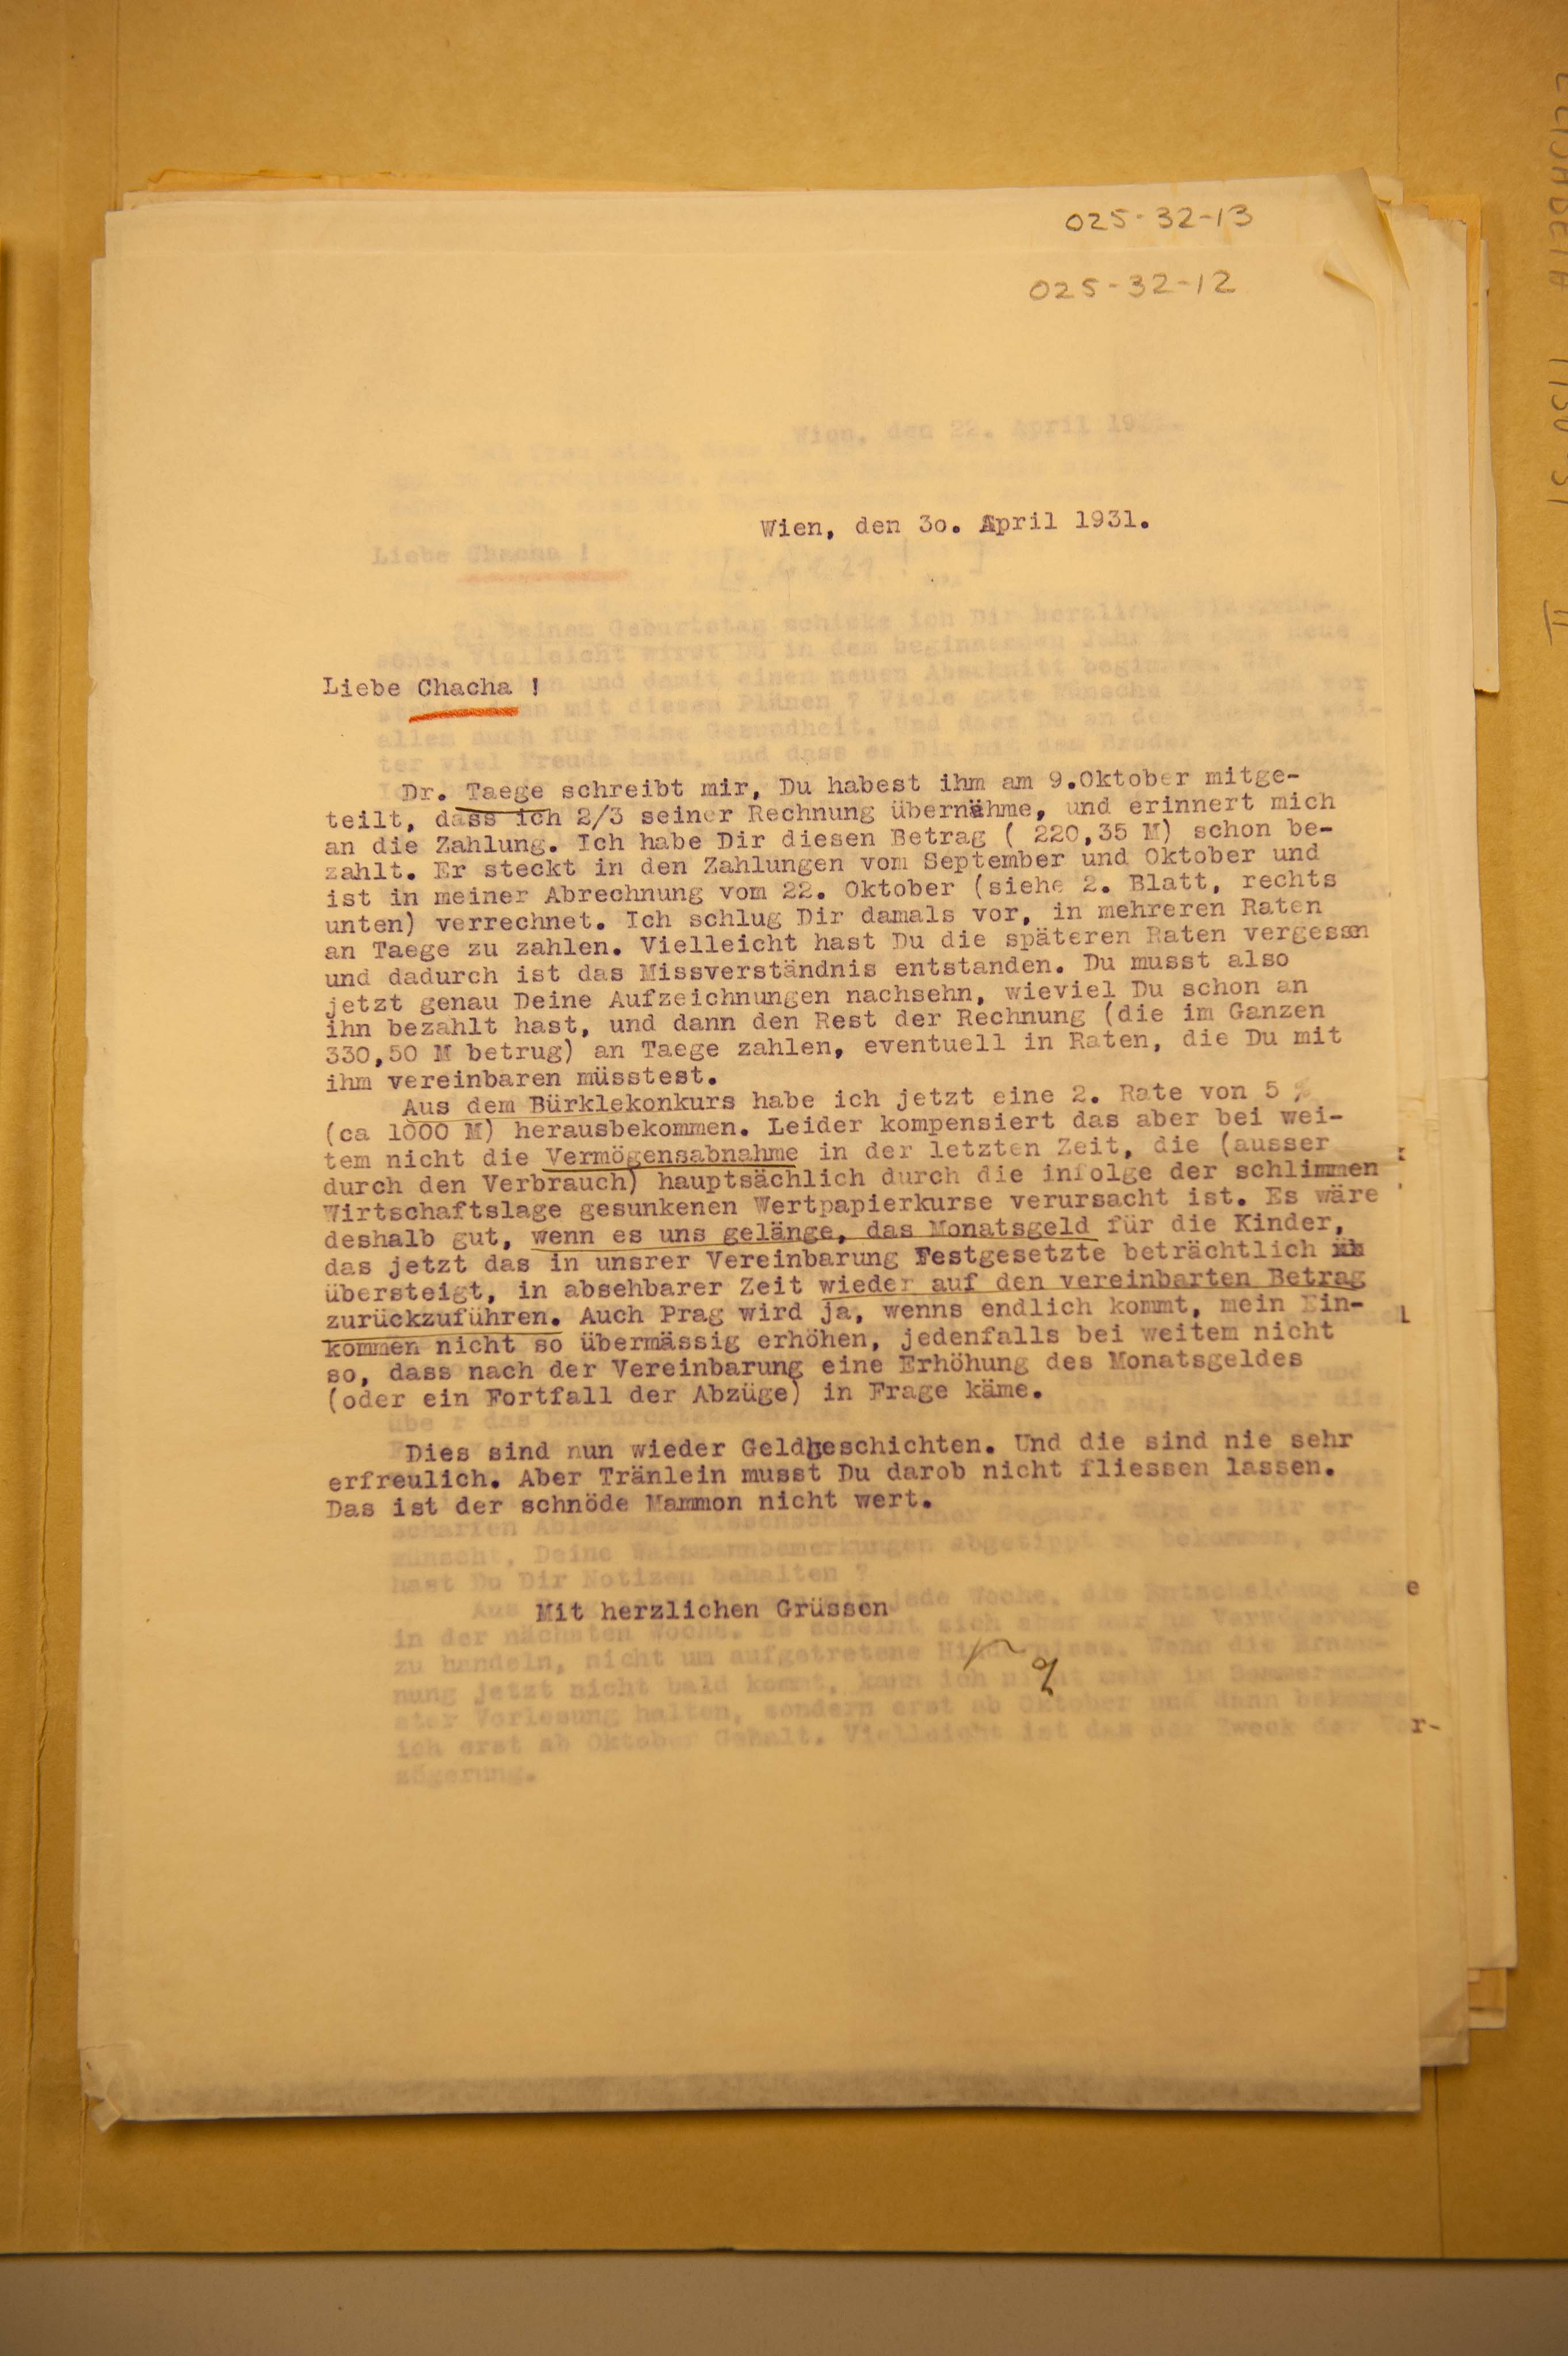 025-32-13
025-32-12
Wien, den 3o. April 1931.
Liebe Chacha !
Dr. Taege schreibt mir, Du habest ihm am 9.Oktober mitge-
teilt, dass ich 2/3 seiner Rechnung übernähme, und erinnert mich
an die Zahlung. Ich habe Dir diesen Betrag ( 220,35 M) schon be-
zahlt. Er steckt in den Zahlungen vom September und Oktober und
ist in meiner Abrechnung vom 22. Oktober (siehe 2. Blatt, rechts
unten) verrechnet. Ich schlug Dir damals vor, in mehreren Raten
an Taege zu zahlen. Vielleicht hast Du die späteren Raten vergessn
und dadurch ist das Missverständnis entstanden. Du musst also
jetzt genau Deine Aufzeichnungen nachsehn, wieviel Du schon an
ihn bezahlt hast, und dann den Rest der Rechnung (die im Ganzen
330,50 M betrug) an Taege zahlen, eventuell in Raten, die Du mit
ihm vereinbaren müsstest.
Aus dem Bürklekonkurs habe ich jetzt eine 2. Rate von 5 %
(ca 1000 M) herausbekommen. Leider kompensiert das aber bei wei-
tem nicht die Vermögensabnahme in der letzten Zeit, die (ausser
durch den Verbrauch) hauptsächlich durch die infolge der schlimmen
Wirtschaftslage gesunkenen Wertpapierkurse verursacht ist. Es wäre
deshalb gut, wenn es uns gelänge, das Monatsgeld für die Kinder,
das jetzt das in unsrer Vereinbarung Festgesetzte beträchtlich
übersteigt, in absehbarer Zeit wieder auf den vereinbarten Betrag
zurückzuführen. Auch Prag wird ja, wenns endlich kommt, mein Ein-
kommen nicht so übermässig erhöhen, jedenfalls bei weitem nicht
so, dass nach der Vereinbarung eine Erhöhung des Monatsgeldes
(oder ein Fortfall der Abzüge) in Frage käme.
Dies sind nun wieder Geldgeschichten. Und die sind nie sehr
erfreulich. Aber Tränlein musst Du darob nicht fliessen lassen.
Das ist der schnöde Mammon nicht wert.
Mit herzlichen Grüssen